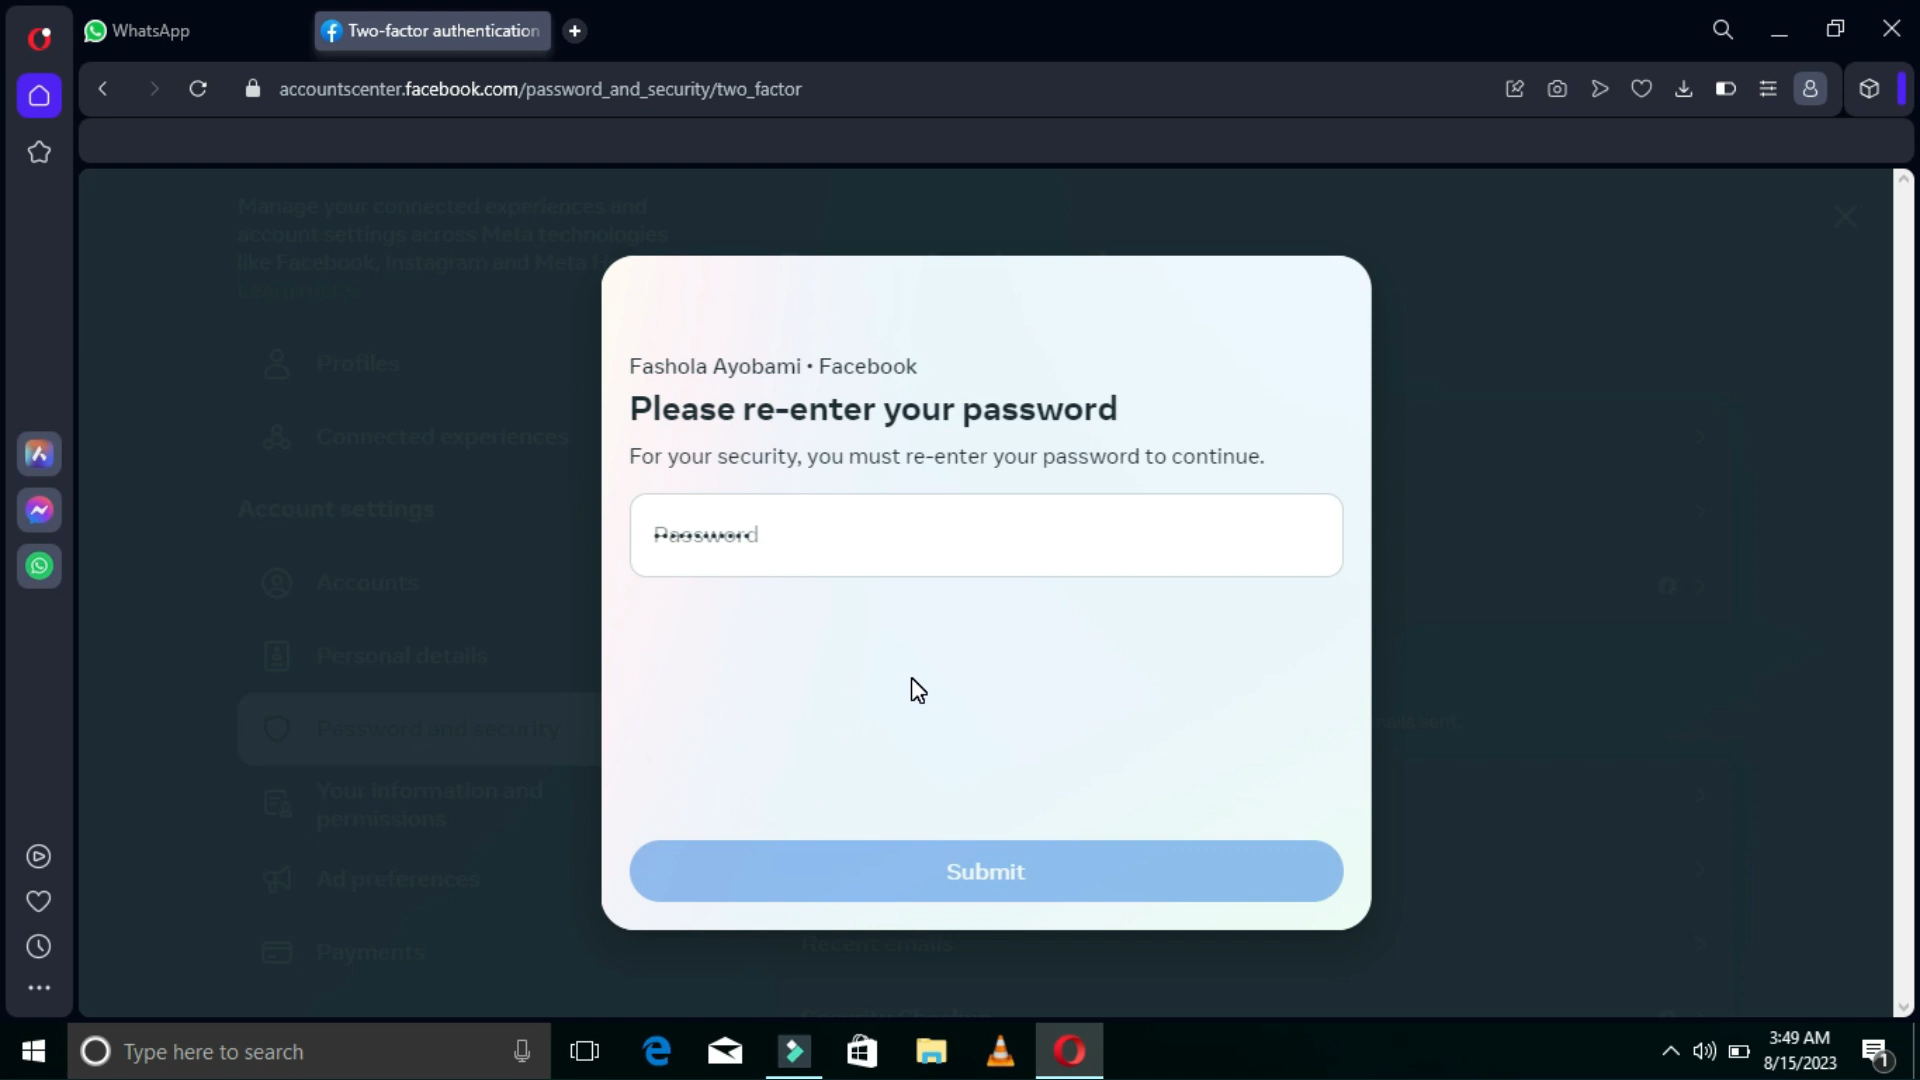 WhatsApp
Two-factor authentication
accountscenter.facebook.com/password_and_security/two_factor
Manage your connected experiences and
account settings across Meta technologies
like Facebook, Instagram and Meta H
Profiles
Connected experiences
Account settings
Accounts
Personal details
Password and security
Your information and
permissions
Ad preferences
Payments
Fashola Ayobami • Facebook
Please re-enter your password
For your security, you must re-enter your password to continue.
Password
Submit
Recent emails
Type here to search
3:49 AM
8/15/2023
1